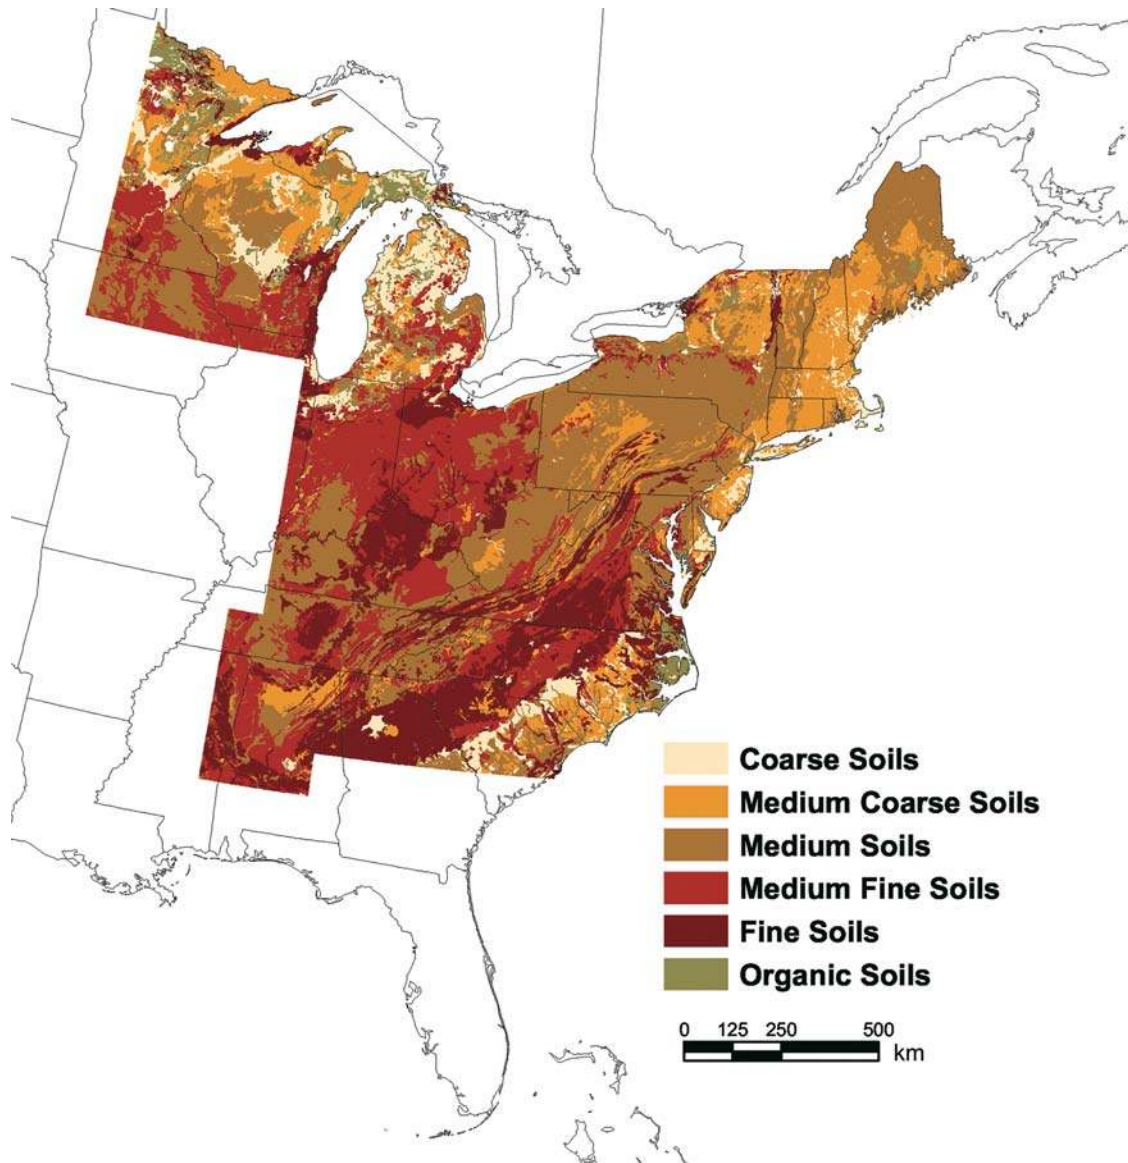 Coarse Soils
Medium Coarse Soils
Medium Soils
Medium Fine Soils
Fine Soils
Organic Soils
0 125 250 500
km